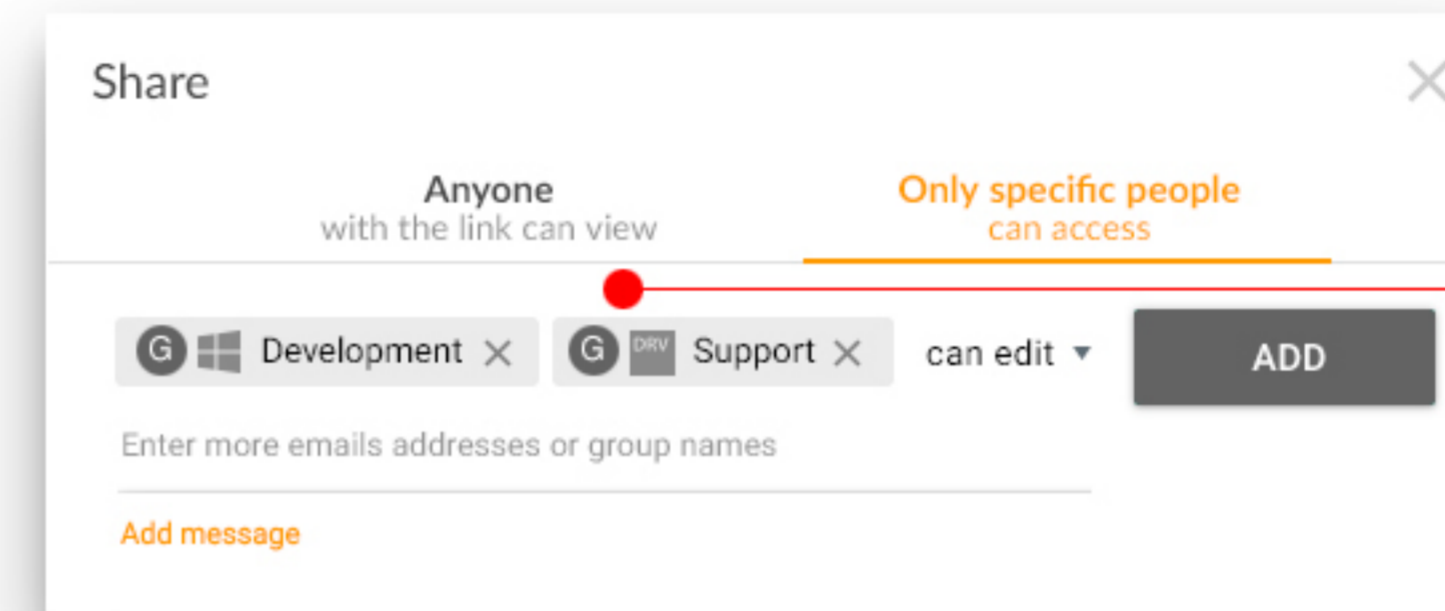 Share
Anyone
with the link can view
Only specific people
can access
G Development G DRV Support can edit ADD
Enter more emails addresses or group names
Add message